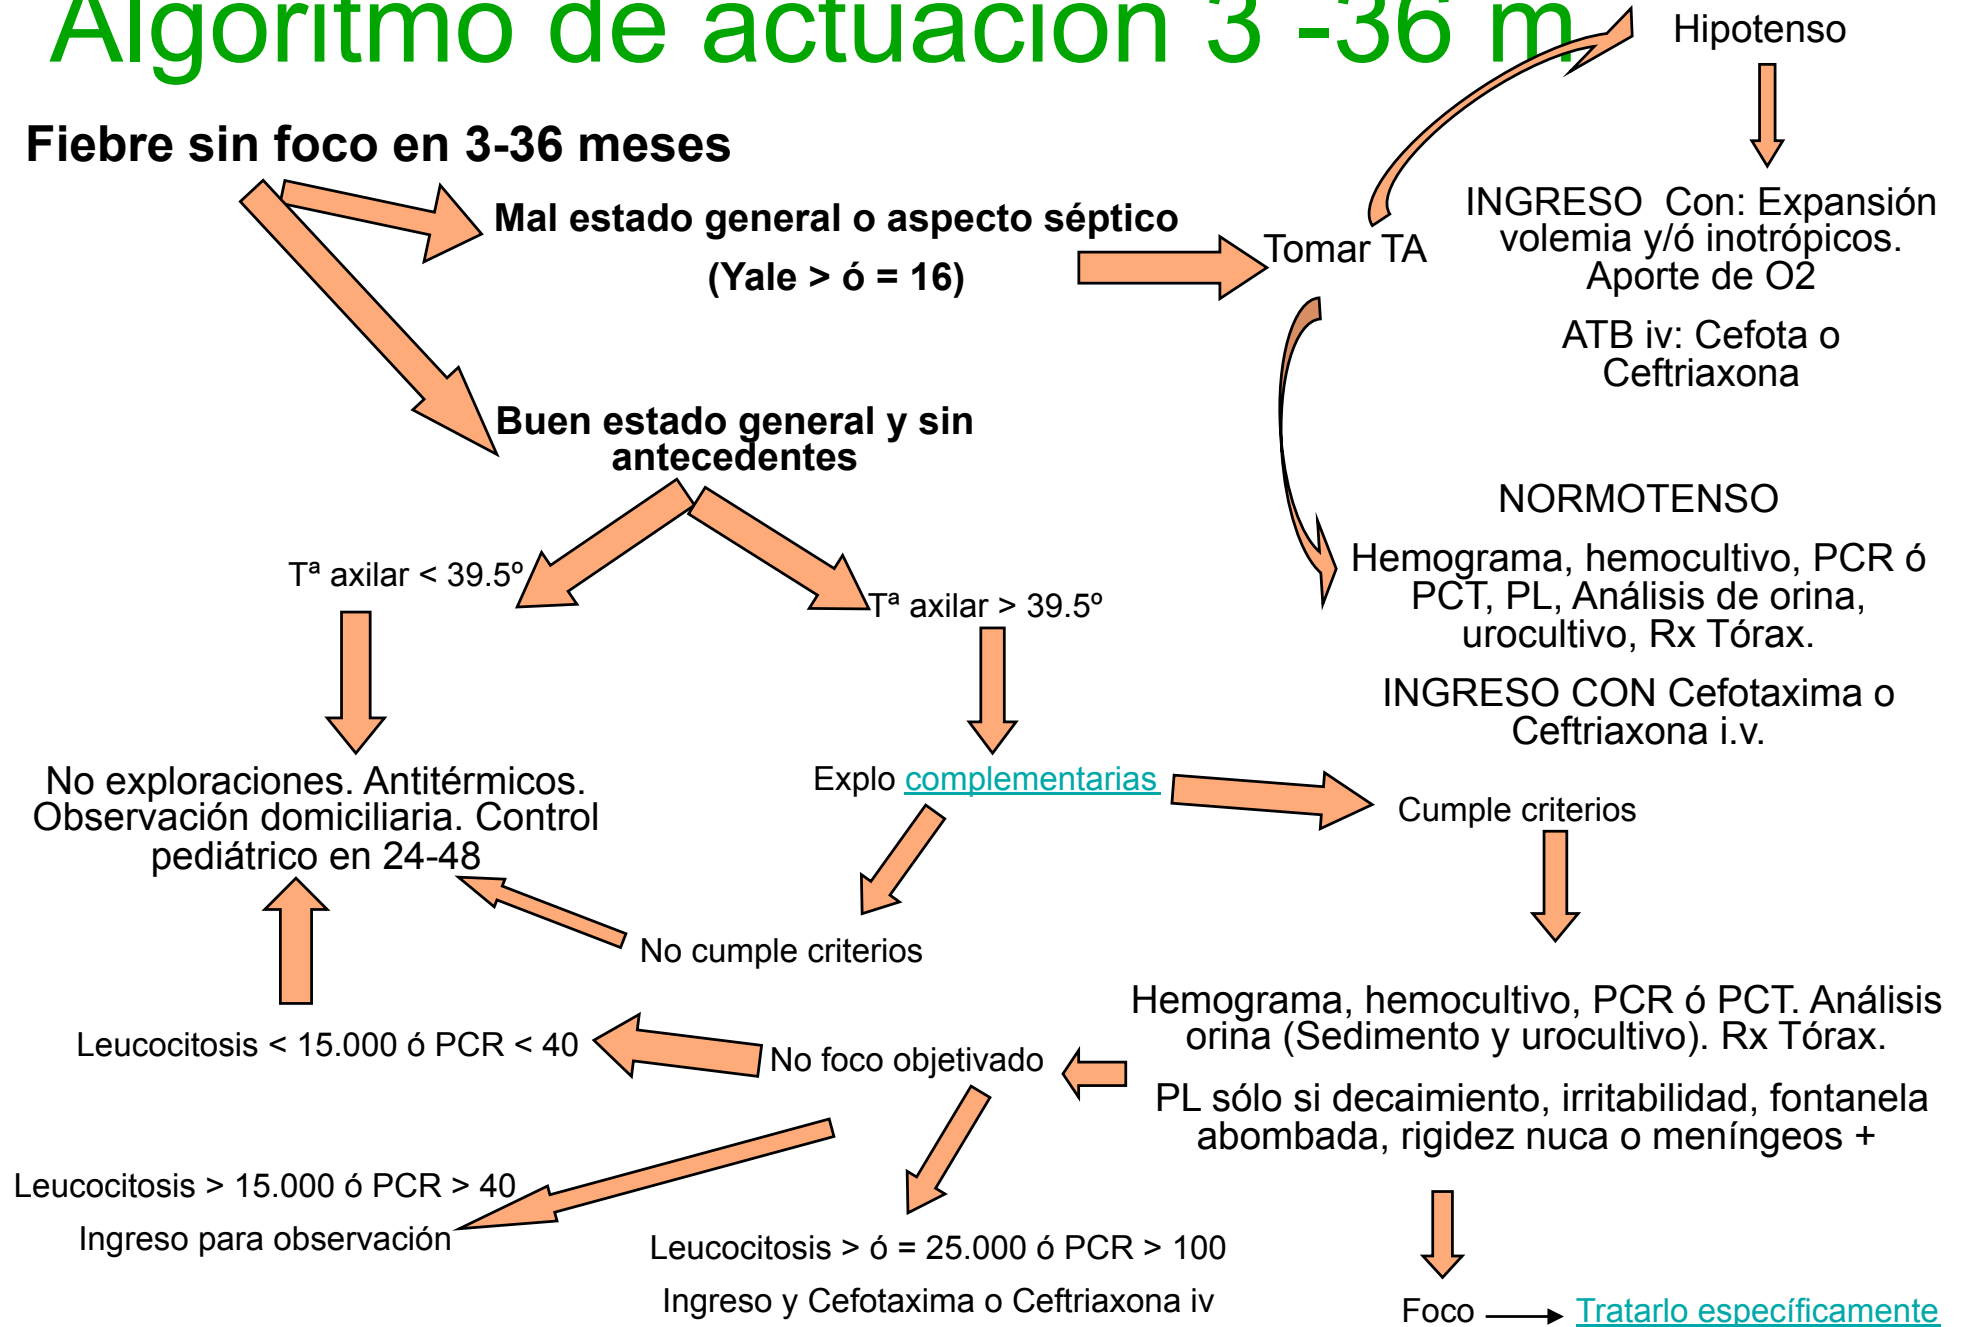 Algoritmo de actuación 3 -36 m
Hipotenso
Fiebre sin foco en 3-36 meses
Mal estado general o aspecto séptico
(Yale > ó = 16)
Tomar TA
INGRESO  Con: Expansión
volemia y/ó inotrópicos.
Aporte de O2
ATB iv: Cefota o
Ceftriaxona
Buen estado general y sin
antecedentes
NORMOTENSO
Hemograma, hemocultivo, PCR ó
PCT, PL, Análisis de orina,
urocultivo, Rx Tórax.
INGRESO CON Cefotaxima o
Ceftriaxona i.v.
Tª axilar < 39.5º
Tª axilar > 39.5º
No exploraciones. Antitérmicos.
Observación domiciliaria. Control
pediátrico en 24-48
Explo complementarias
Cumple criterios
No cumple criterios
Hemograma, hemocultivo, PCR ó PCT. Análisis
orina (Sedimento y urocultivo). Rx Tórax.
PL sólo si decaimiento, irritabilidad, fontanela
abombada, rigidez nuca o meníngeos +
Leucocitosis < 15.000 ó PCR < 40
No foco objetivado
Leucocitosis > 15.000 ó PCR > 40
Ingreso para observación
Leucocitosis > ó = 25.000 ó PCR > 100
Ingreso y Cefotaxima o Ceftriaxona iv
Foco
Tratarlo específicamente